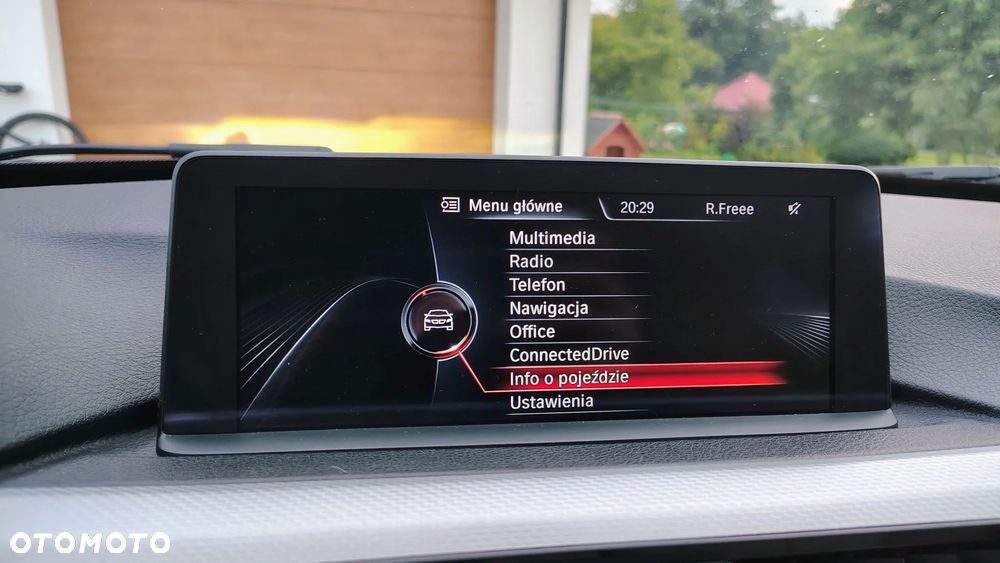 Menu główne 20:29 R.Freee
Multimedia
Radio
Telefon
Nawigacja
Office
ConnectedDrive
Info o pojeździe
Ustawienia
OTOMOTO